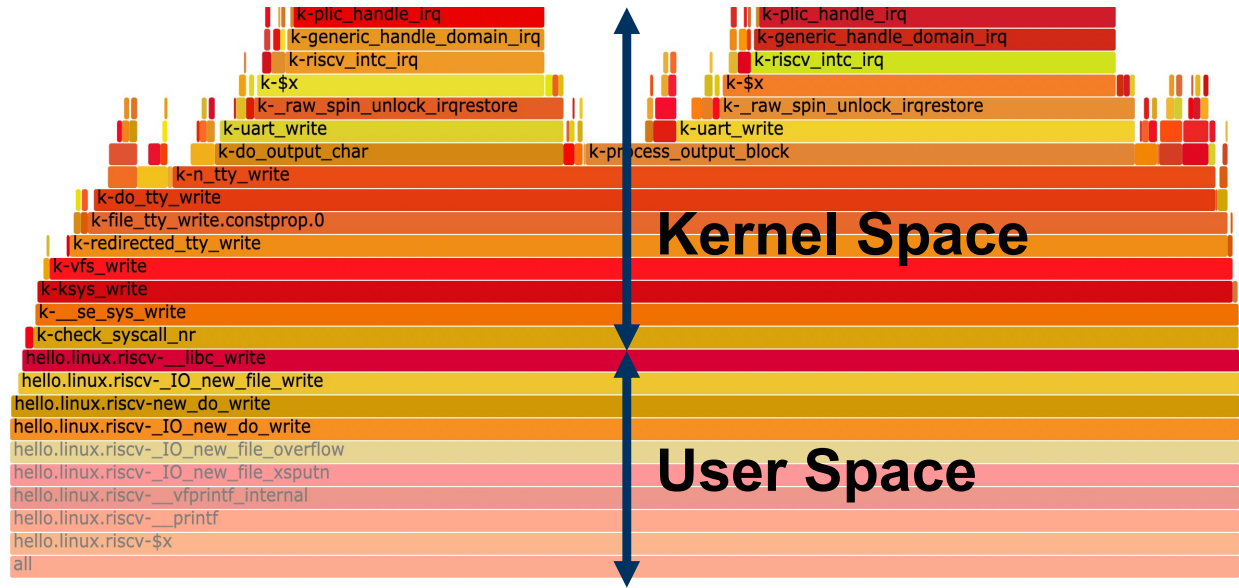 k-plic_handle_irq k-plic_handle_irq
k-generic_handle_domain_irq k-generic_handle_domain_irq
k-riscv_intc_irq k-riscv_intc_irq
k-$x k-$x
k-_raw_spin_unlock_irqrestore k-_raw_spin_unlock_irqrestore
k-uart_write k-uart_write
k-do_output_char k-process_output_block
k-n_tty_write
k-do_tty_write
k-file_tty_write.constprop.0
Kernel Space
k-redirected_tty_write
k-vfs_write
k-ksys_write
k-__se_sys_write
k-check_syscall_nr
hello.linux.riscv-__libc_write
hello.linux.riscv-_IO_new_file_write
hello.linux.riscv-new_do_write
hello.linux.riscv-_IO_new_do_write
hello.linux.riscv-_IO_new_file_overflow
hello.linux.riscv-_IO_new_file_xsputn
User Space
hello.linux.riscv-__vfprintf_internal
hello.linux.riscv-__printf
hello.linux.riscv-$x
all